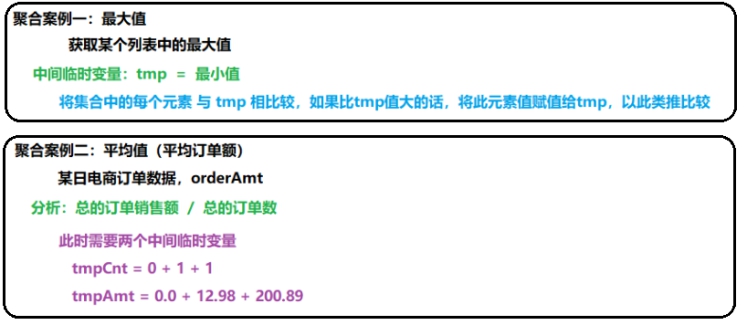 聚合案例一：最大值
获取某个列表中的最大值
中间临时变量：tmp = 最小值
将集合中的每个元素 与 tmp 相比较，如果比tmp值大的话，将此元素值赋值给tmp，以此类推比较
聚合案例二：平均值（平均订单额）
某日电商订单数据，orderAmt
分析：总的订单销售额 / 总的订单数
此时需要两个中间临时变量
tmpCnt = 0 + 1 + 1
tmpAmt = 0.0 + 12.98 + 200.89